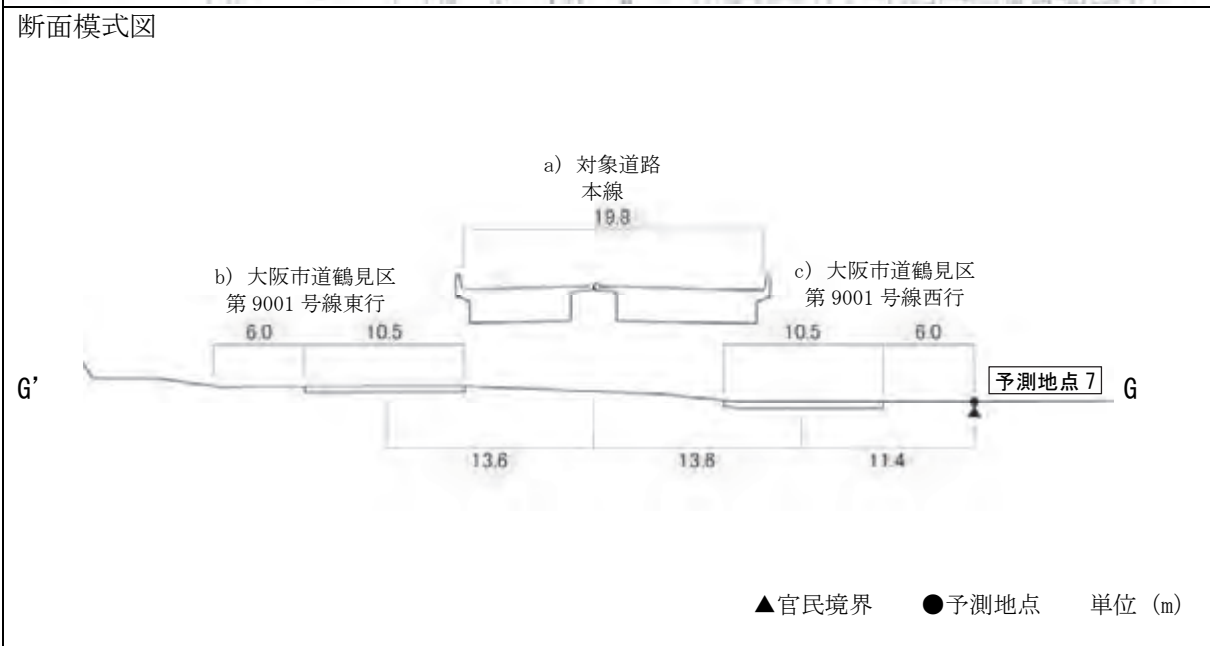 断面模式図
a) 対象道路
本線
19.8
b) 大阪市道鶴見区
第 9001 号線東行
c) 大阪市道鶴見区
第 9001 号線西行
6.0
10.5
10.5
6.0
G'
予測地点 7
G
13.6
13.6
11.4
▲官民境界 ●予測地点 単位 (m)